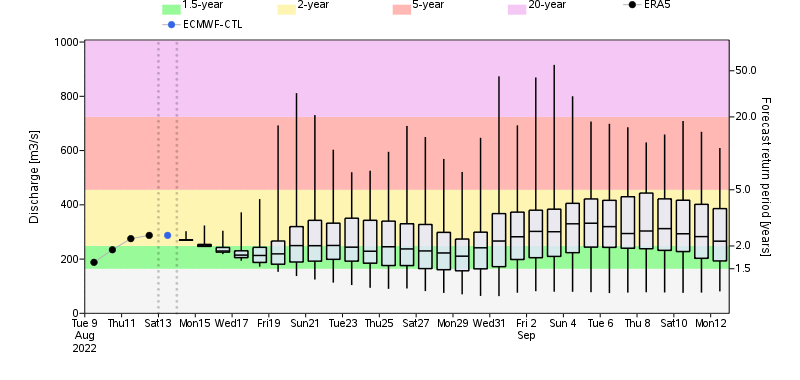 1.5-year 2-year 5-year 20-year ERA5
ECMWF-CTL
1000
800
600
400
200
0
Discharge [m3/s]
50.0
20.0
5.0
2.0
1.5
Forecast return period [years]
Tue 9 Thu11 Sat13 Mon15 Wed17 Fri19 Sun21 Tue23 Thu25 Sat27 Mon29 Wed31 Fri 2 Sun 4 Tue 6 Thu 8 Sat10 Mon12
Aug Sep
2022